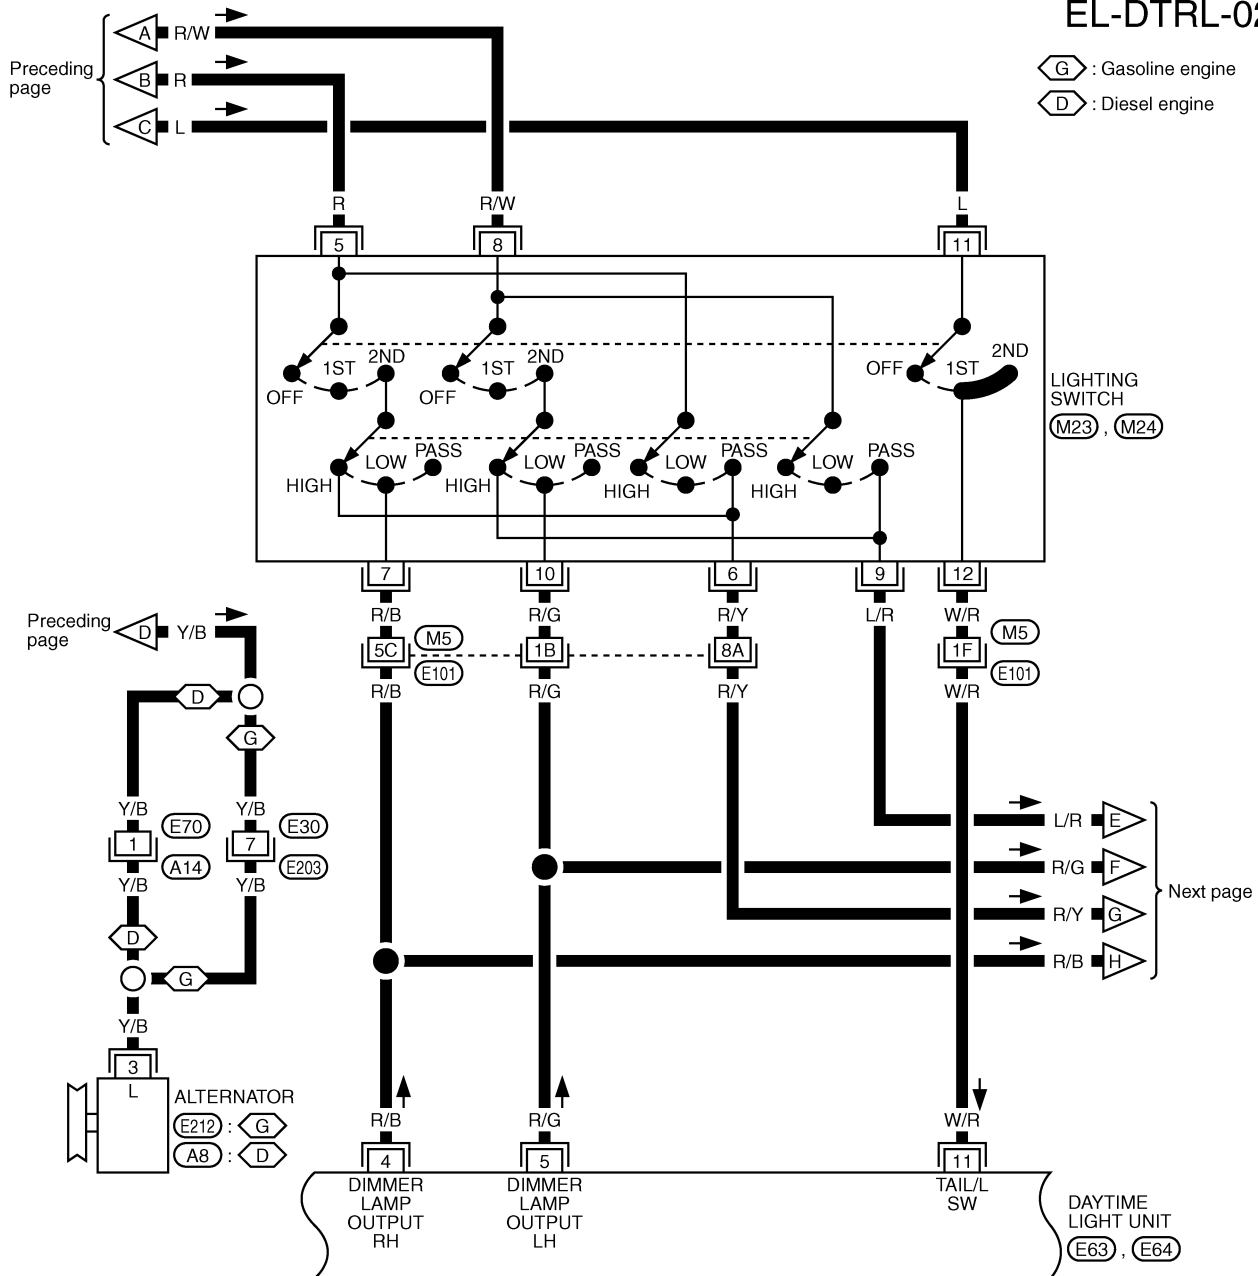 EL-DTRL-02
G : Gasoline engine
D : Diesel engine
Preceding
page
A R/W
B R
C L
R
R/W
L
5
8
11
OFF 1ST 2ND
OFF 1ST 2ND
OFF 1ST 2ND
LIGHTING
SWITCH
M23 , M24
HIGH LOW PASS
HIGH LOW PASS
HIGH LOW PASS
HIGH LOW PASS
7
10
6
9
12
R/B
R/G
R/Y
L/R
W/R
5C
M5
E101
1B
8A
1F
M5
E101
R/B
R/G
R/Y
W/R
Preceding
page
D Y/B
D
G
Y/B
Y/B
1
E70
A14
7
E30
E203
Y/B
Y/B
D
G
Y/B
3
L
ALTERNATOR
E212 : G
A8 : D
L/R E
R/G F
R/Y G
R/B H
Next page
R/B
R/G
W/R
4
5
11
DIMMER
LAMP
OUTPUT
RH
DIMMER
LAMP
OUTPUT
LH
TAIL/L
SW
DAYTIME
LIGHT UNIT
E63 , E64